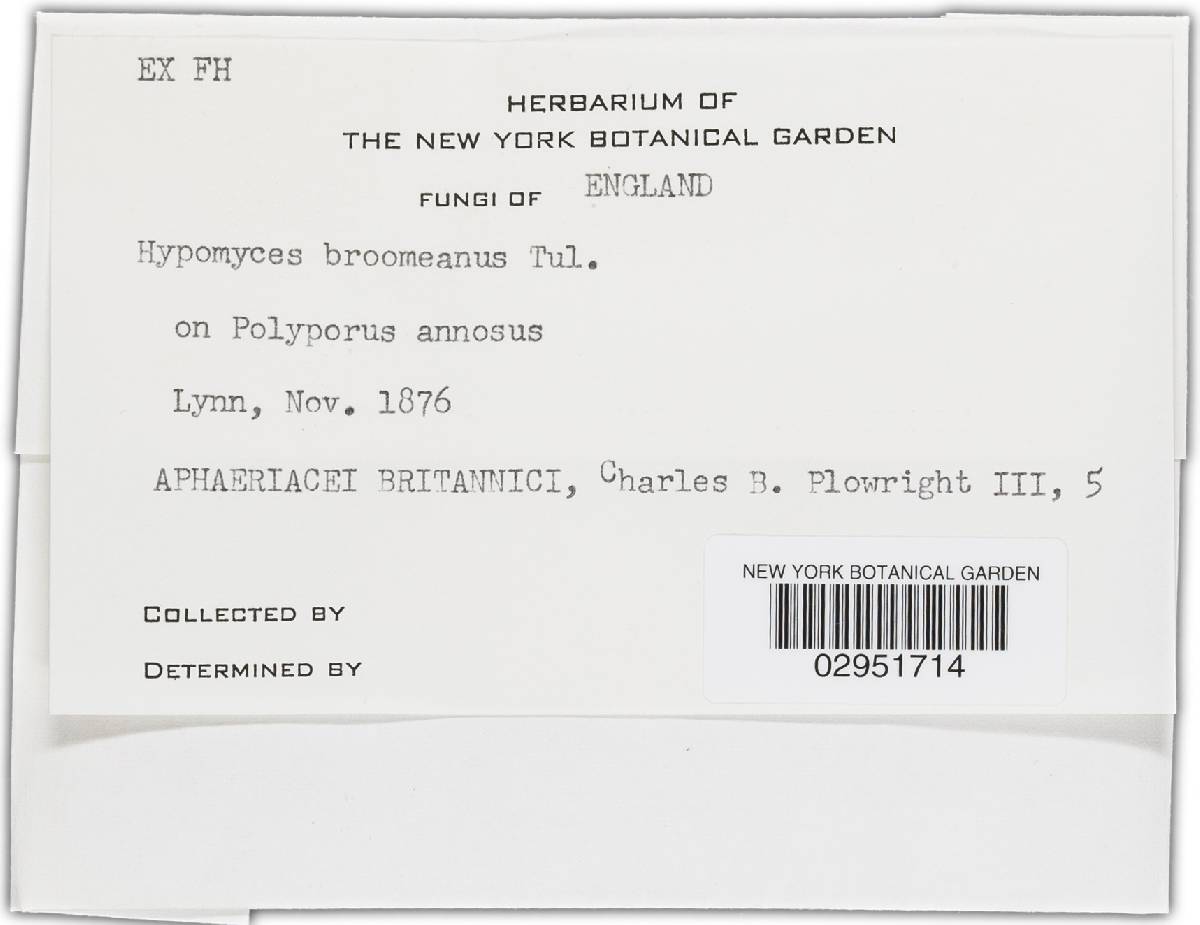 EX FH
HERBARIUM OF
THE NEW YORK BOTANICAL GARDEN
FUNGI OF ENGLAND
Hypomyces broomeanus Tul.
on Polyporus annosus
Lynn, Nov. 1876
APHAERIACEI BRITANNICI, Charles B. Plowright III, 5
NEW YORK BOTANICAL GARDEN
02951714
COLLECTED BY
DETERMINED BY